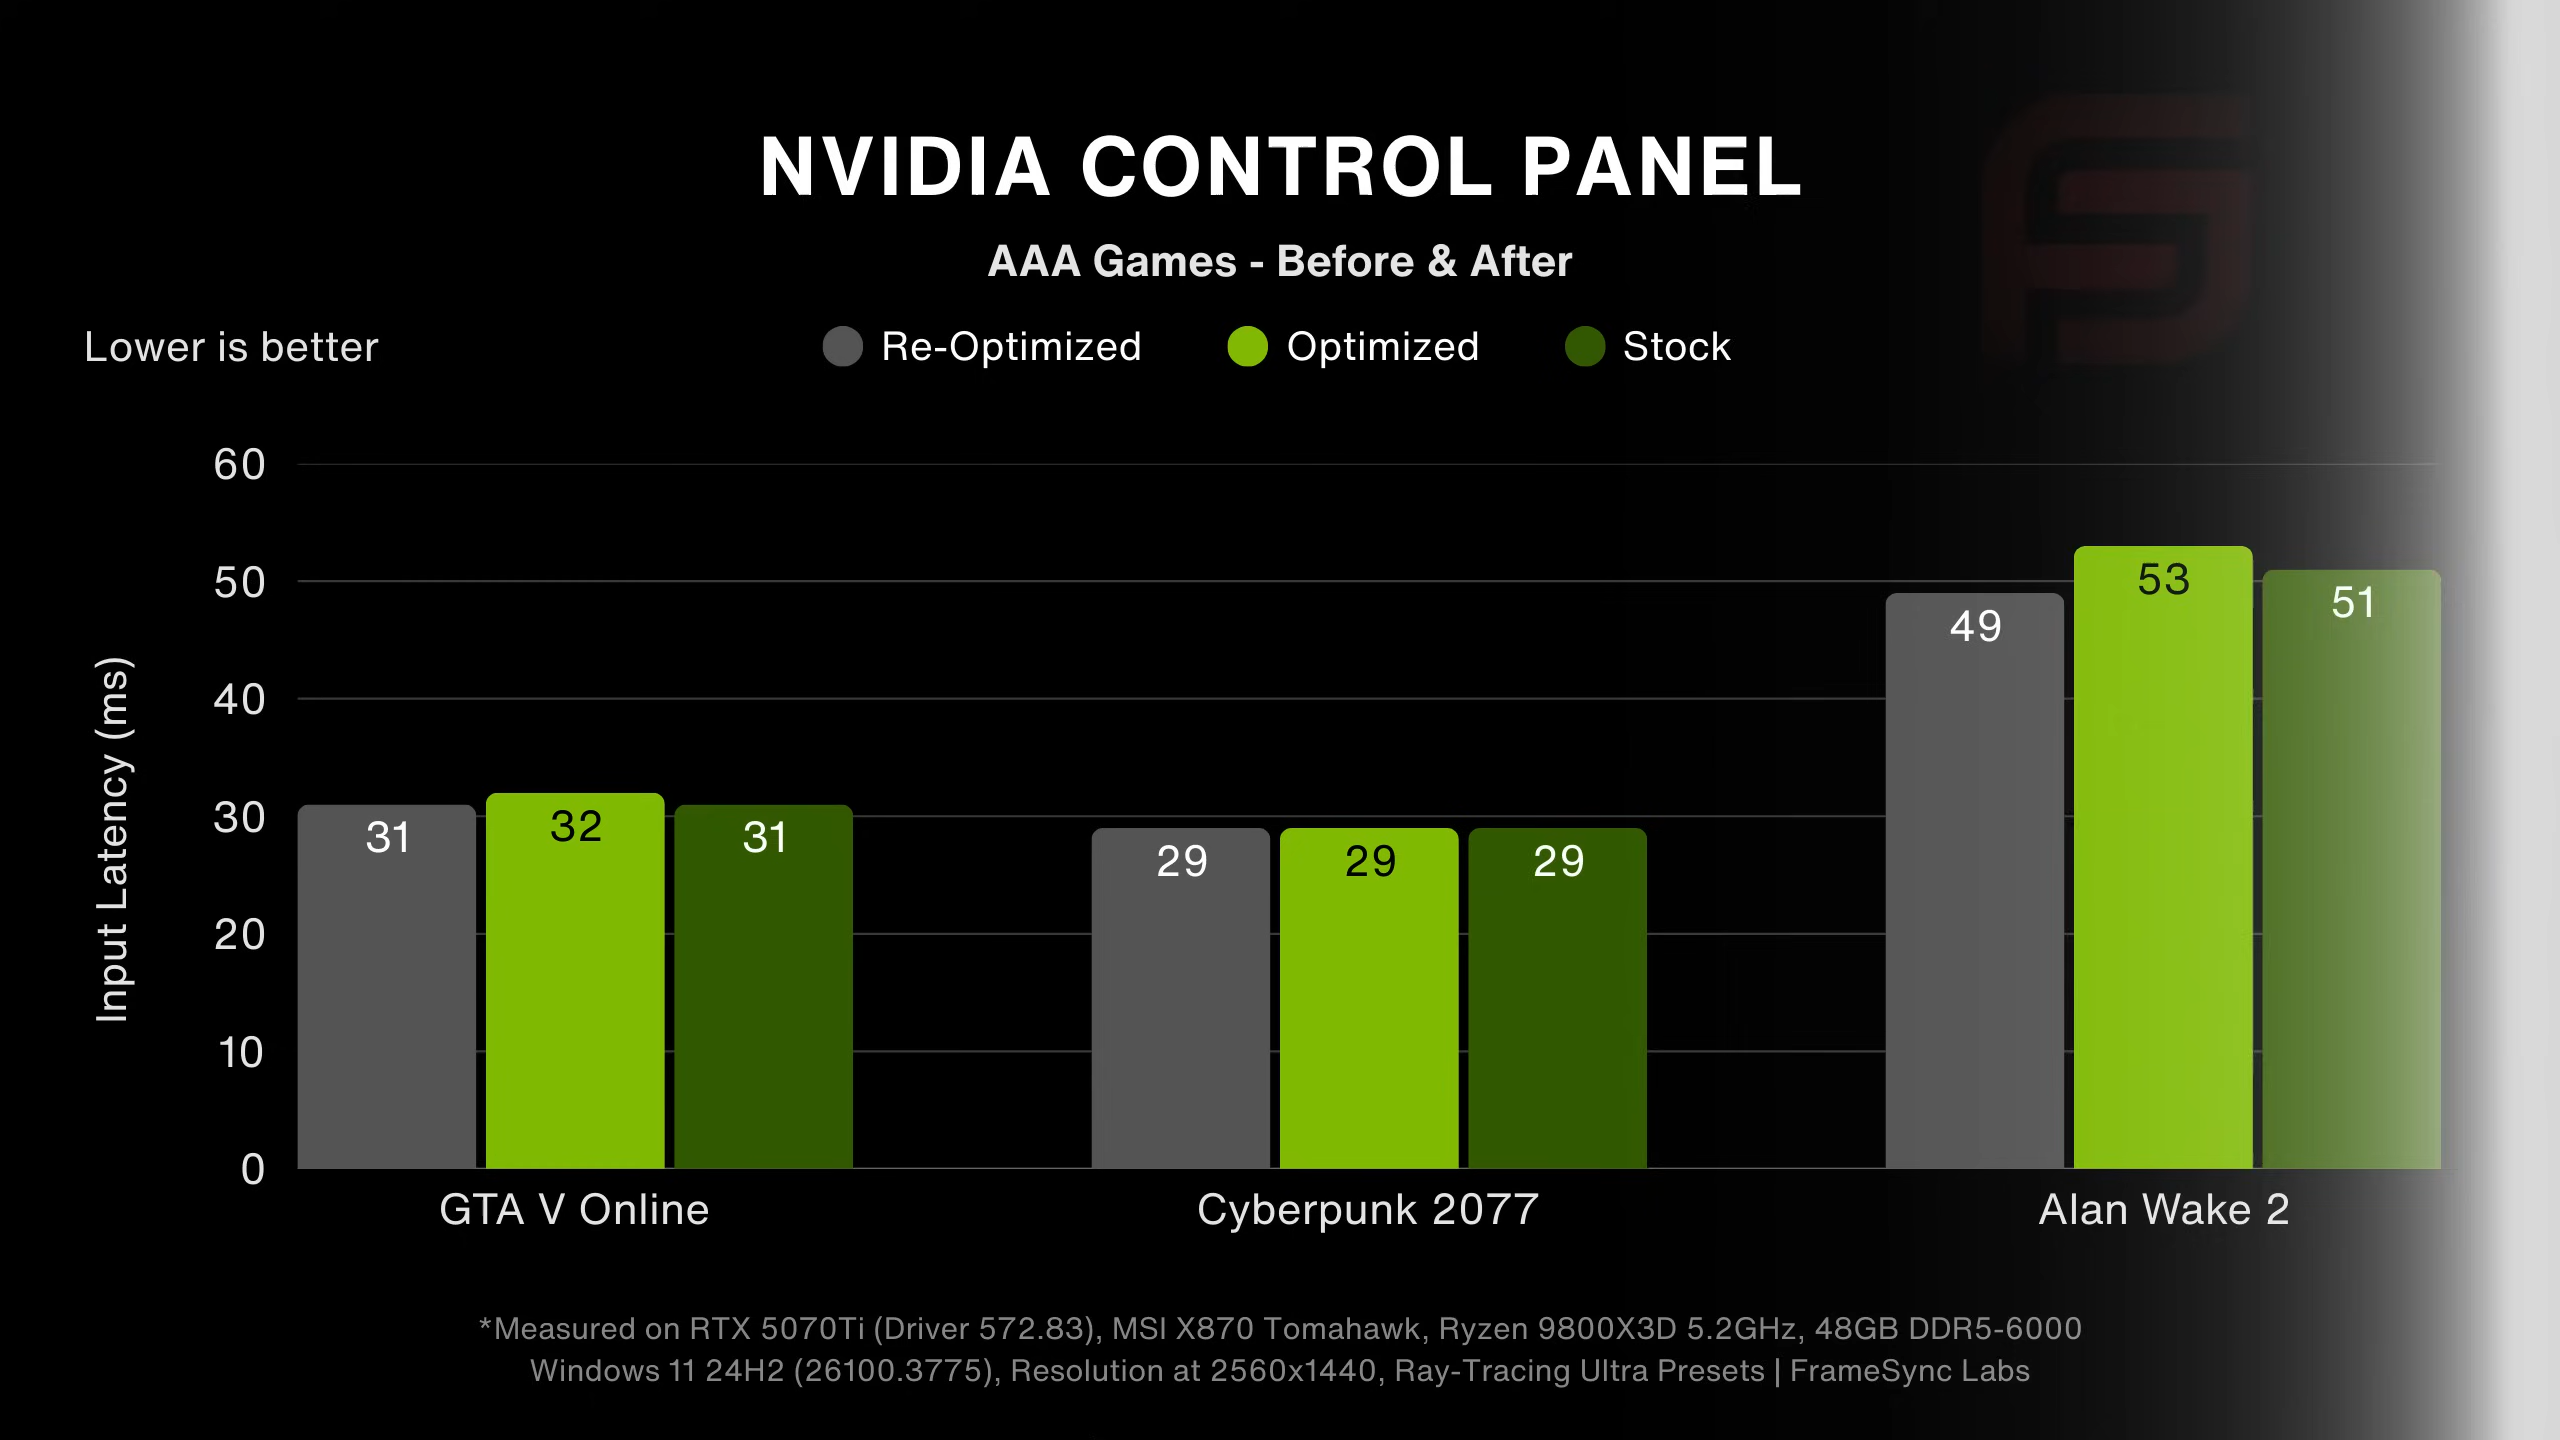 NVIDIA CONTROL PANEL
AAA Games - Before & After
Lower is better
Re-Optimized
Optimized
Stock
Input Latency (ms)
60
50
40
30
20
10
0
31
32
31
29
29
29
49
53
51
GTA V Online
Cyberpunk 2077
Alan Wake 2
*Measured on RTX 5070Ti (Driver 572.83), MSI X870 Tomahawk, Ryzen 9800X3D 5.2GHz, 48GB DDR5-6000
Windows 11 24H2 (26100.3775), Resolution at 2560x1440, Ray-Tracing Ultra Presets | FrameSync Labs